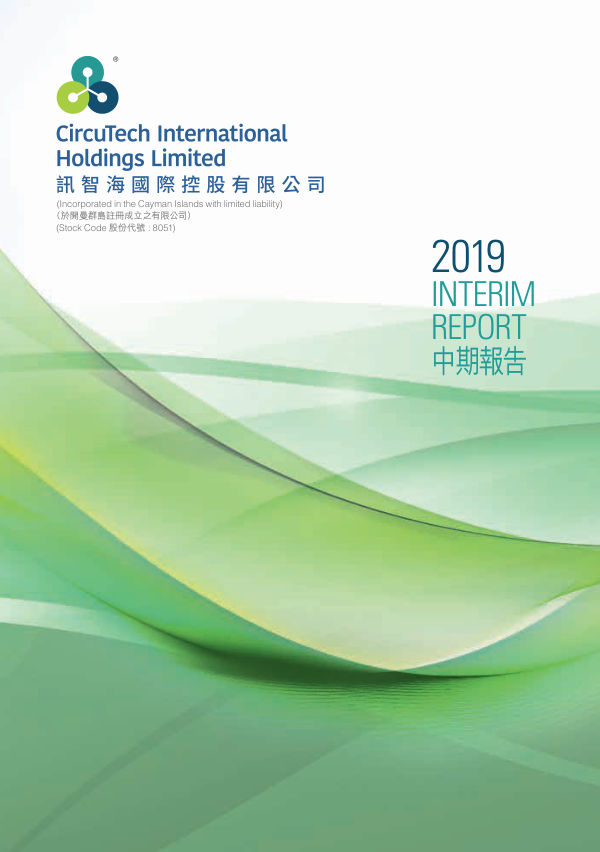 ®
CircuTech International
Holdings Limited
訊智海國際控股有限公司
(Incorporated in the Cayman Islands with limited liability)
(於開曼群島註冊成立之有限公司)
(Stock Code 股份代號 : 8051)
2019
INTERIM
REPORT
中期報告